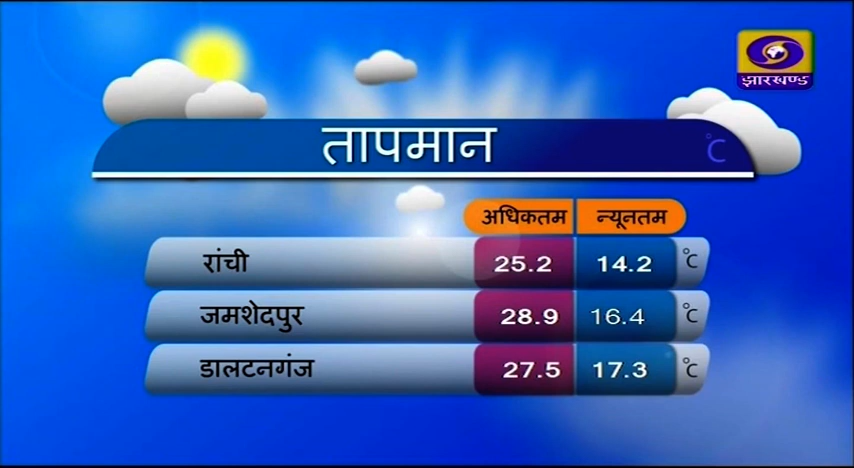 झारखण्ड
तापमान °C
अधिकतम न्यूनतम
रांची 25.2 14.2 °C
जमशेदपुर 28.9 16.4 °C
डालटनगंज 27.5 17.3 °C